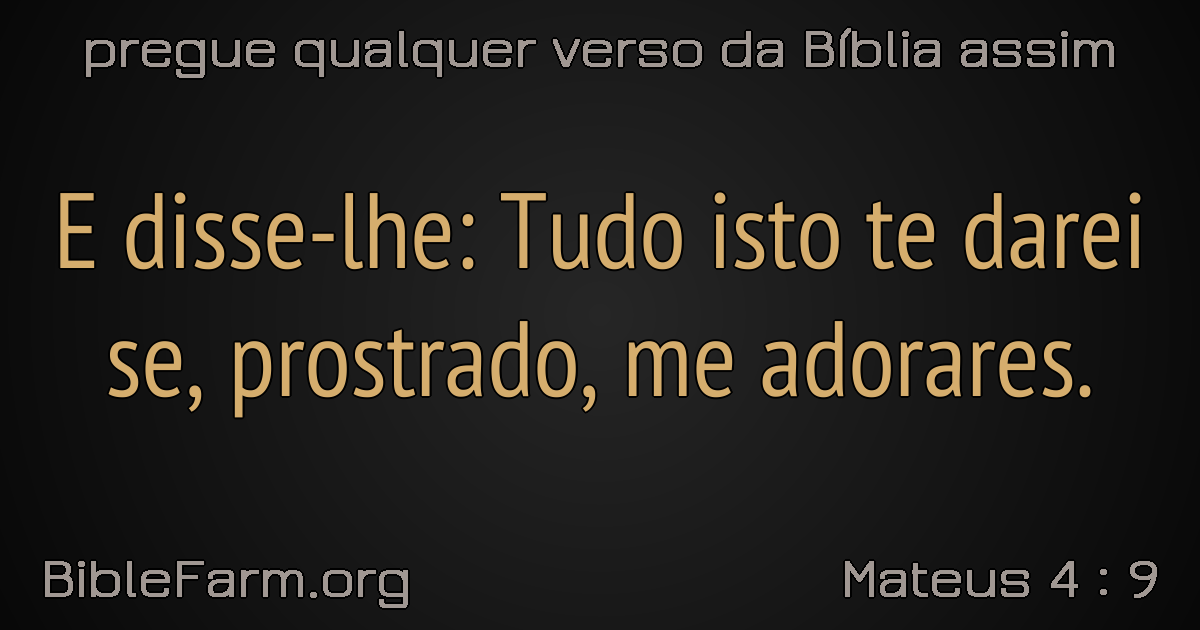 pregue qualquer verso da Bíblia assim
E disse-lhe: Tudo isto te darei
se, prostrado, me adorares.
BibleFarm.org
Mateus 4 : 9